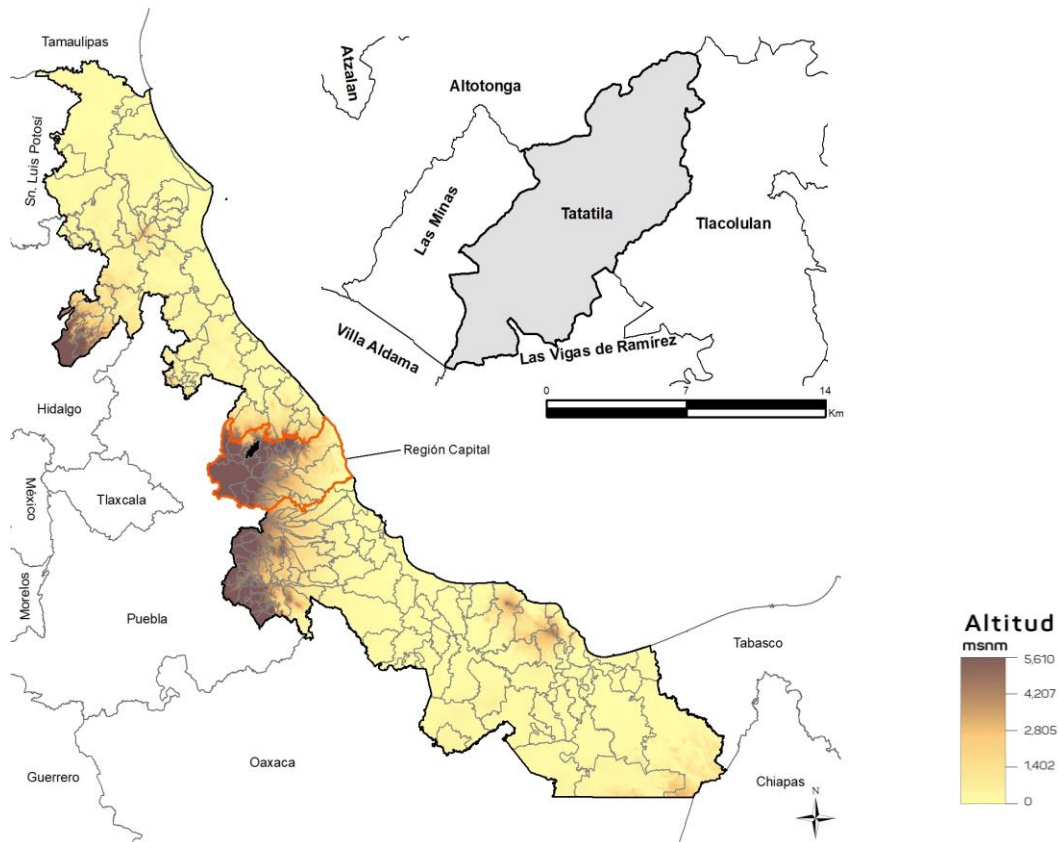 Tamaulipas
Sn. Luis Potosí
Hidalgo
México
Tlaxcala
Morelos
Puebla
Guerrero
Oaxaca
Región Capital
Tabasco
Chiapas
N
Atzalan
Altotonga
Las Minas
Tatatila
Tlacolulan
Villa Aldama
Las Vigas de Ramírez
0 7 14
Km
Altitud
msnm
5,610
4,207
2,805
1402
0